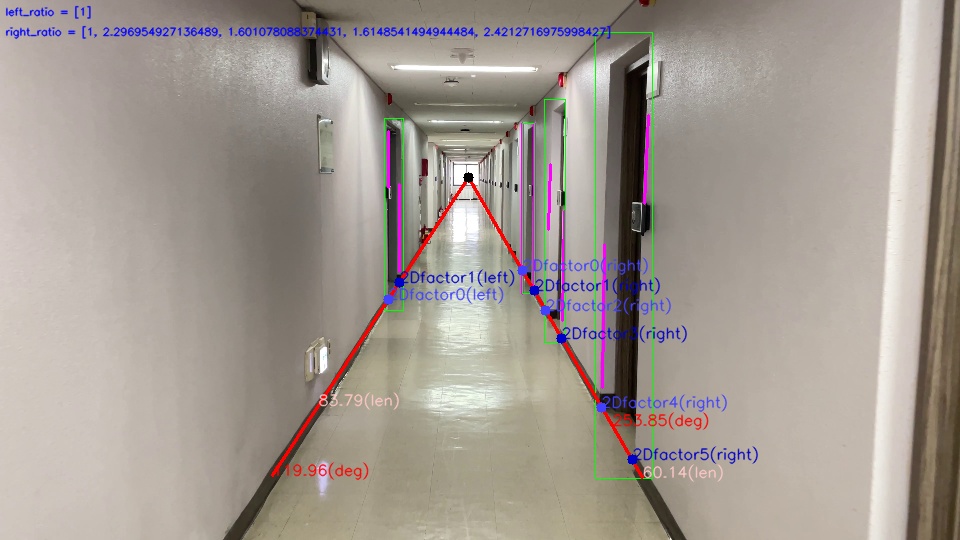 left_ratio = [1]
right_ratio = [1, 2.296954927136489, 1.601078088374431, 1.6148541494944484, 2.4212716975998427]
2Dfactor0(right)
2Dfactor1(left)
2Dfactor1(right)
2Dfactor0(left)
2Dfactor2(right)
2Dfactor3(right)
83.79(len)
2Dfactor4(right)
253.85(deg)
2Dfactor5(right)
119.96(deg)
60.14(len)